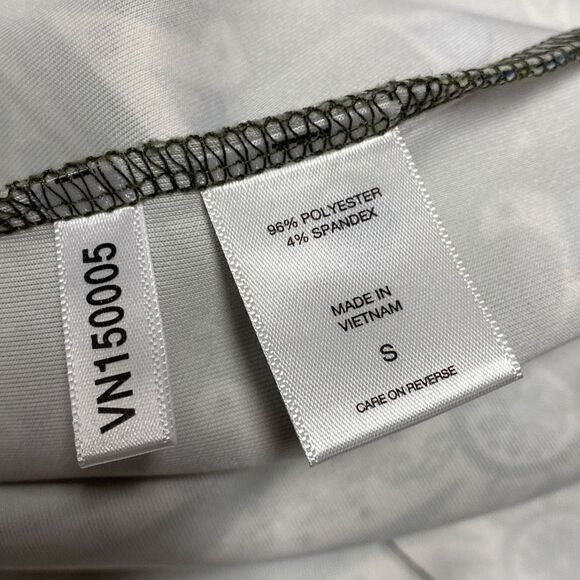 VN150005
96% POLYESTER
4% SPANDEX
MADE IN
VIETNAM
S
CARE ON REVERSE